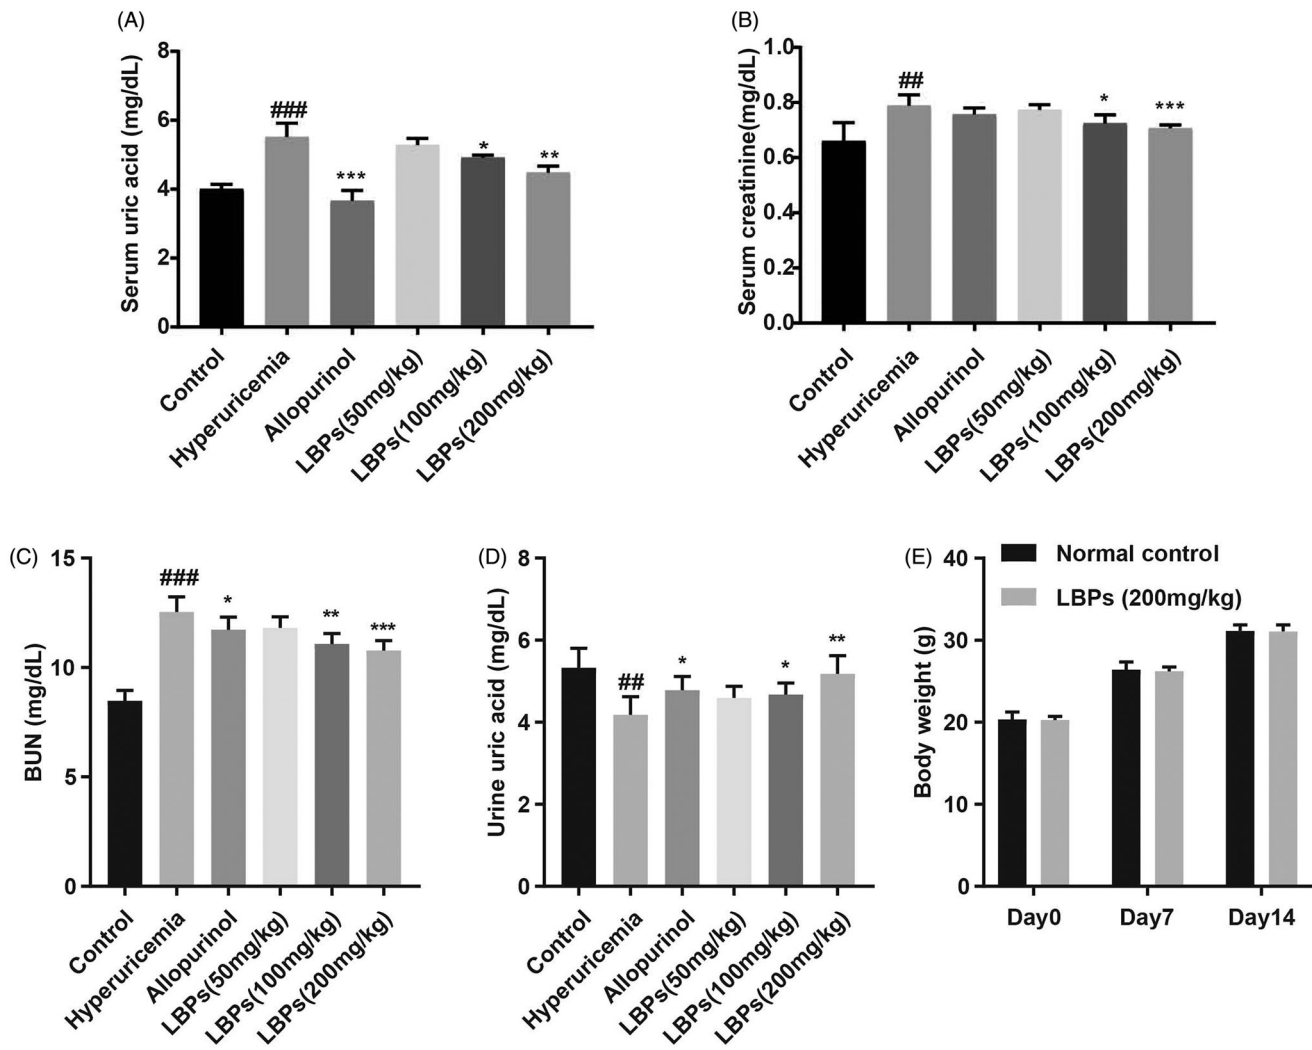 (A)
Serum uric acid (mg/dL)
8
6
4
2
0
###
***
*
**
Control
Hyperuricemia
Allopurinol
LBPs(50mg/kg)
LBPs(100mg/kg)
LBPs(200mg/kg)
(B)
Serum creatinine(mg/dL)
1.0
0.8
0.6
0.4
0.2
0.0
##
*
***
Control
Hyperuricemia
Allopurinol
LBPs(50mg/kg)
LBPs(100mg/kg)
LBPs(200mg/kg)
(C)
BUN (mg/dL)
15
10
5
0
###
*
**
***
Control
Hyperuricemia
Allopurinol
LBPs(50mg/kg)
LBPs(100mg/kg)
LBPs(200mg/kg)
(D)
Urine uric acid (mg/dL)
8
6
4
2
0
##
*
*
**
Control
Hyperuricemia
Allopurinol
LBPs(50mg/kg)
LBPs(100mg/kg)
LBPs(200mg/kg)
(E)
Body weight (g)
40
30
20
10
0
Normal control
LBPs (200mg/kg)
Day0
Day7
Day14